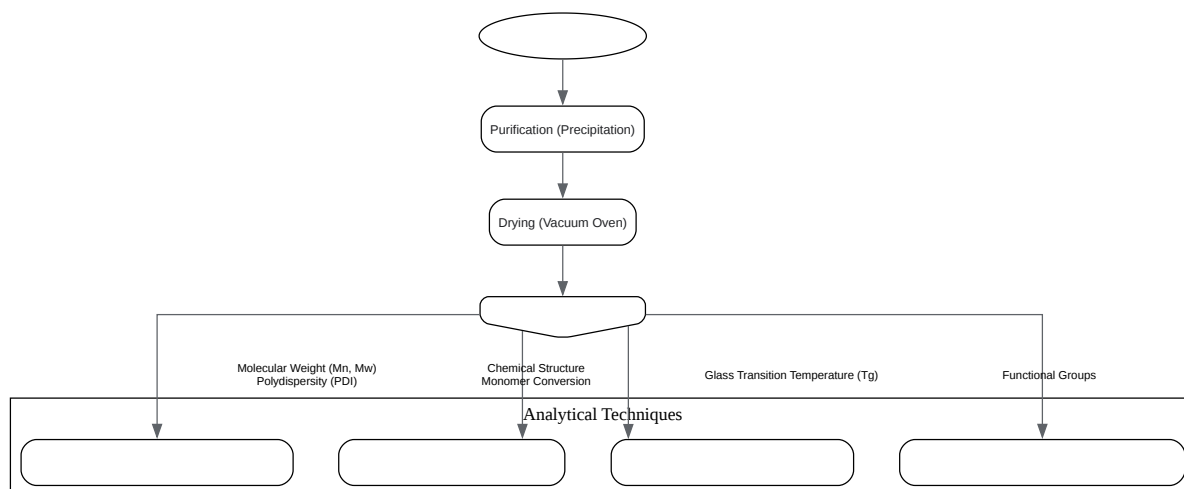 Purification (Precipitation)
Drying (Vacuum Oven)
Molecular Weight (Mn, Mw)
Polydispersity (PDI)
Chemical Structure
Monomer Conversion
Glass Transition Temperature (Tg)
Functional Groups
Analytical Techniques